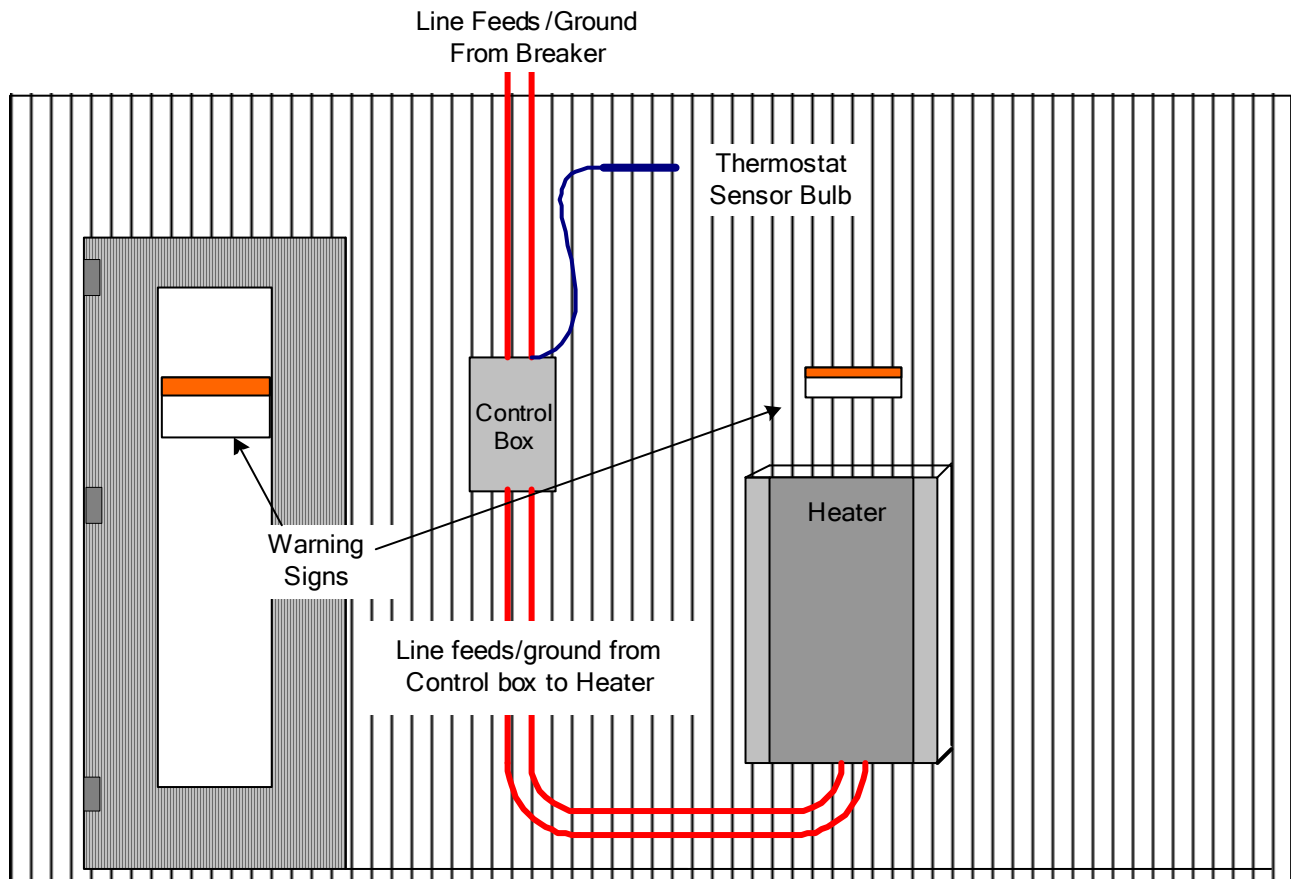 Line Feeds/Ground
From Breaker
Thermostat
Sensor Bulb
Control
Box
Heater
Warning
Signs
Line feeds/ground from
Control box to Heater